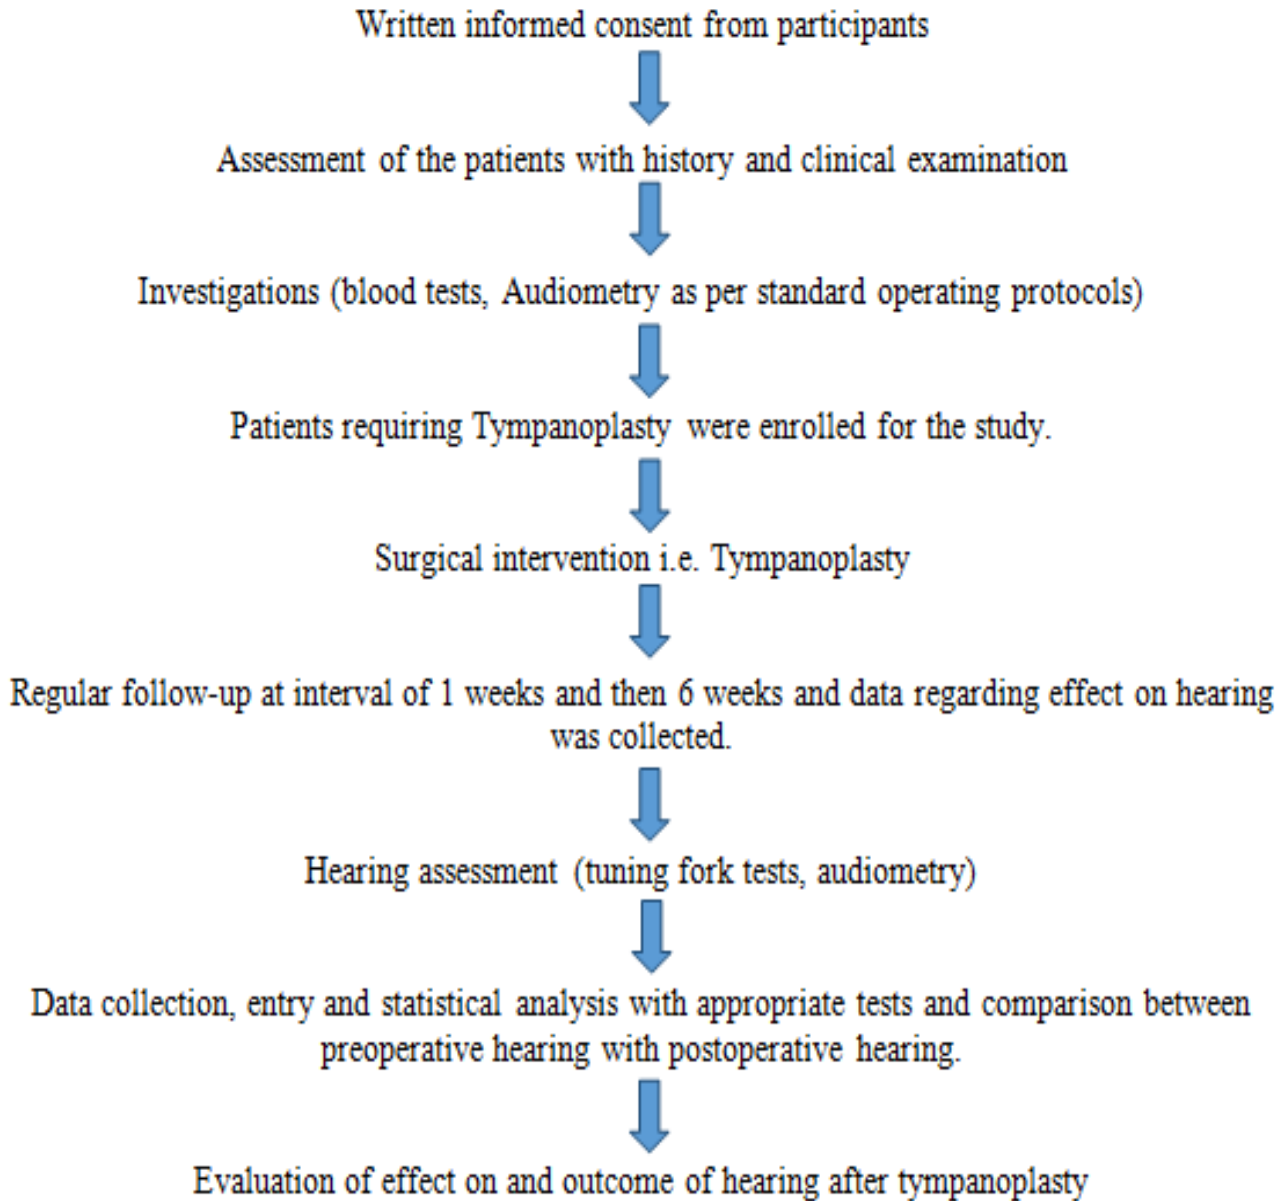 Written informed consent from participants
Assessment of the patients with history and clinical examination
Investigations (blood tests, Audiometry as per standard operating protocols)
Patients requiring Tympanoplasty were enrolled for the study.
Surgical intervention i.e. Tympanoplasty
Regular follow-up at interval of 1 weeks and then 6 weeks and data regarding effect on hearing
was collected.
Hearing assessment (tuning fork tests, audiometry)
Data collection, entry and statistical analysis with appropriate tests and comparison between
preoperative hearing with postoperative hearing.
Evaluation of effect on and outcome of hearing after tympanoplasty